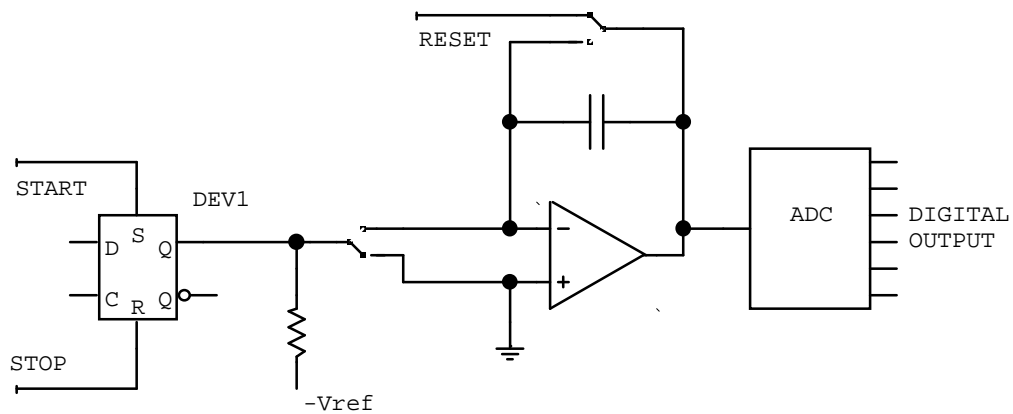 RESET
START
DEV1
S
D
Q
C
Q
R
STOP
-Vref
−
+
ADC
DIGITAL
OUTPUT